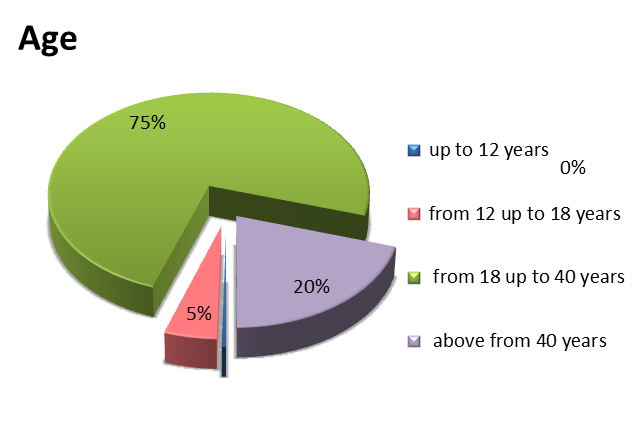 Age
75%
up to 12 years
0%
from 12 up to 18 years
from 18 up to 40 years
20%
5%
above from 40 years